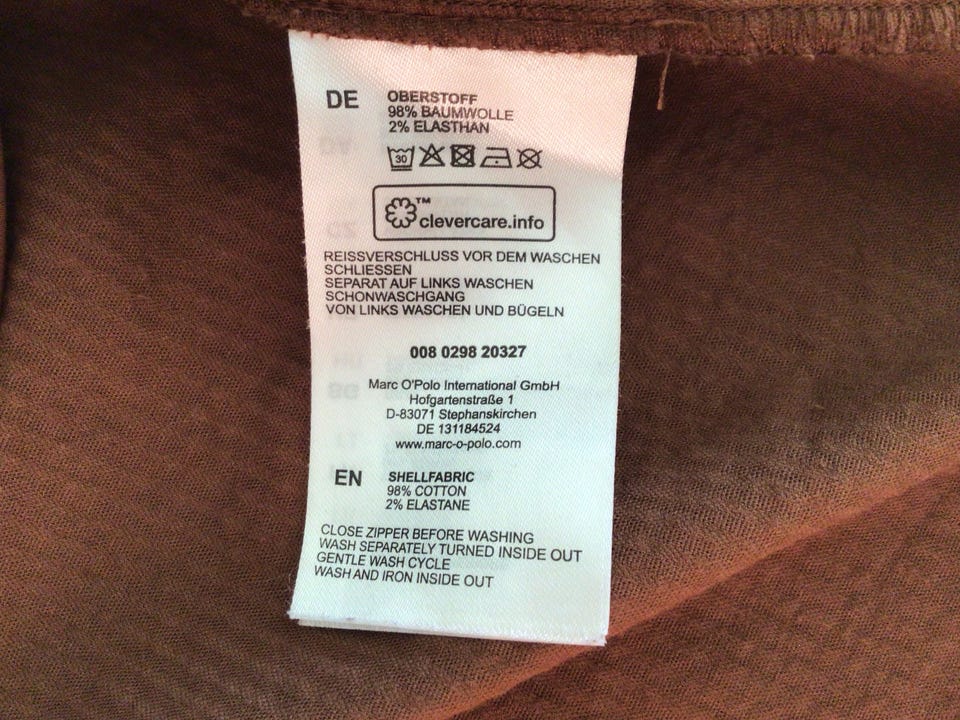 DE OBERSTOFF
98% BAUMWOLLE
2% ELASTHAN
30
™
clevercare.info
REISSVERSCHLUSS VOR DEM WASCHEN
SCHLIESSEN
SEPARAT AUF LINKS WASCHEN
SCHONWASCHGANG
VON LINKS WASCHEN UND BÜGELN
008 0298 20327
Marc O'Polo International GmbH
Hofgartenstraße 1
D-83071 Stephanskirchen
DE 131184524
www.marc-o-polo.com
EN SHELLFABRIC
98% COTTON
2% ELASTANE
CLOSE ZIPPER BEFORE WASHING
WASH SEPARATELY TURNED INSIDE OUT
GENTLE WASH CYCLE
WASH AND IRON INSIDE OUT